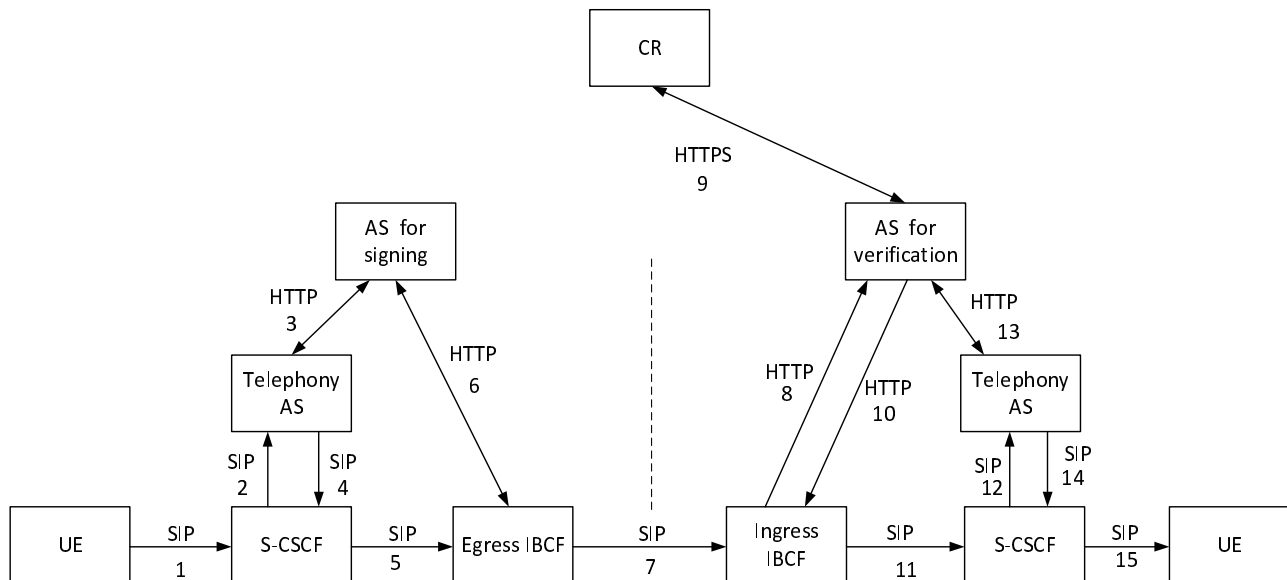 CR
HTTPS
9
AS for
signing
AS for
verification
HTTP
3
HTTP
13
HTTP
6
HTTP
8
HTTP
10
Telephony
AS
Telephony
AS
SIP
2
SIP
4
SIP
12
SIP
14
UE
SIP
1
S-CSCF
SIP
5
Egress IBCF
SIP
7
Ingress
IBCF
SIP
11
S-CSCF
SIP
15
UE